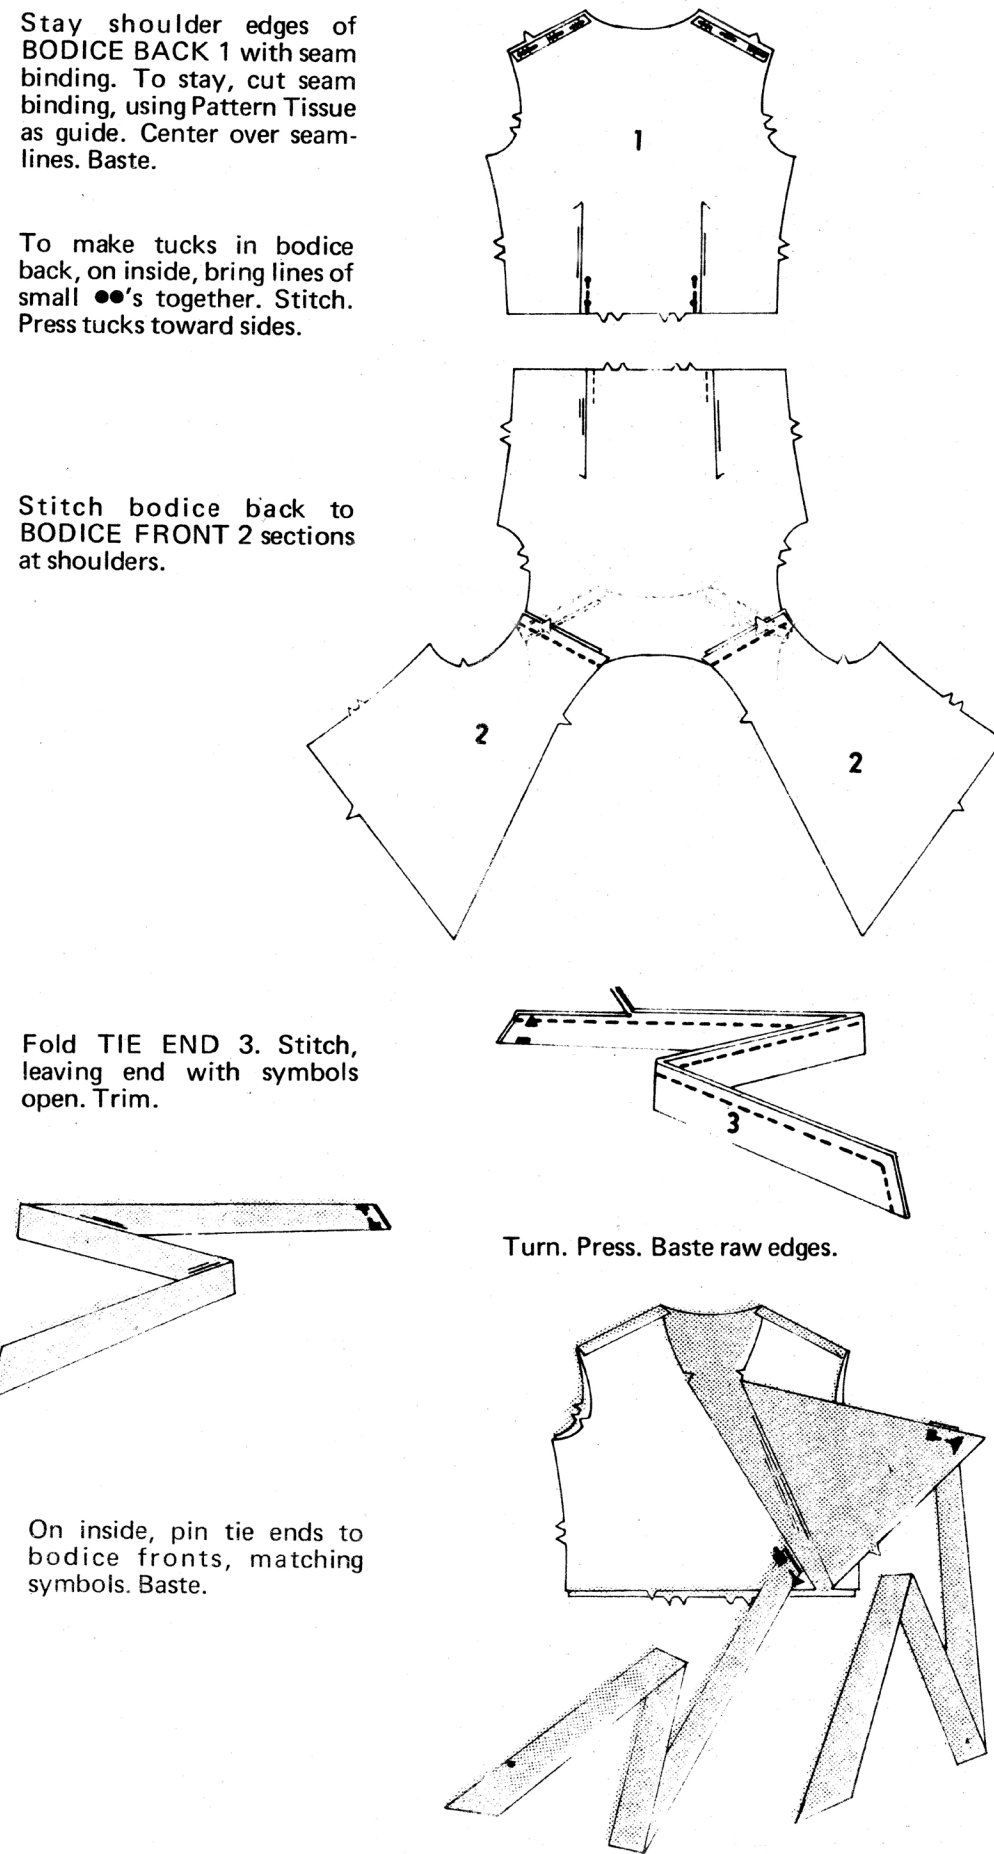 Stay shoulder edges of
BODICE BACK 1 with seam
binding. To stay, cut seam
binding, using Pattern Tissue
as guide. Center over seam-
lines. Baste.
1
To make tucks in bodice
back, on inside, bring lines of
small ●●'s together. Stitch.
Press tucks toward sides.
Stitch bodice back to
BODICE FRONT 2 sections
at shoulders.
2
2
Fold TIE END 3. Stitch,
leaving end with symbols
open. Trim.
3
Turn. Press. Baste raw edges.
On inside, pin tie ends to
bodice fronts, matching
symbols. Baste.